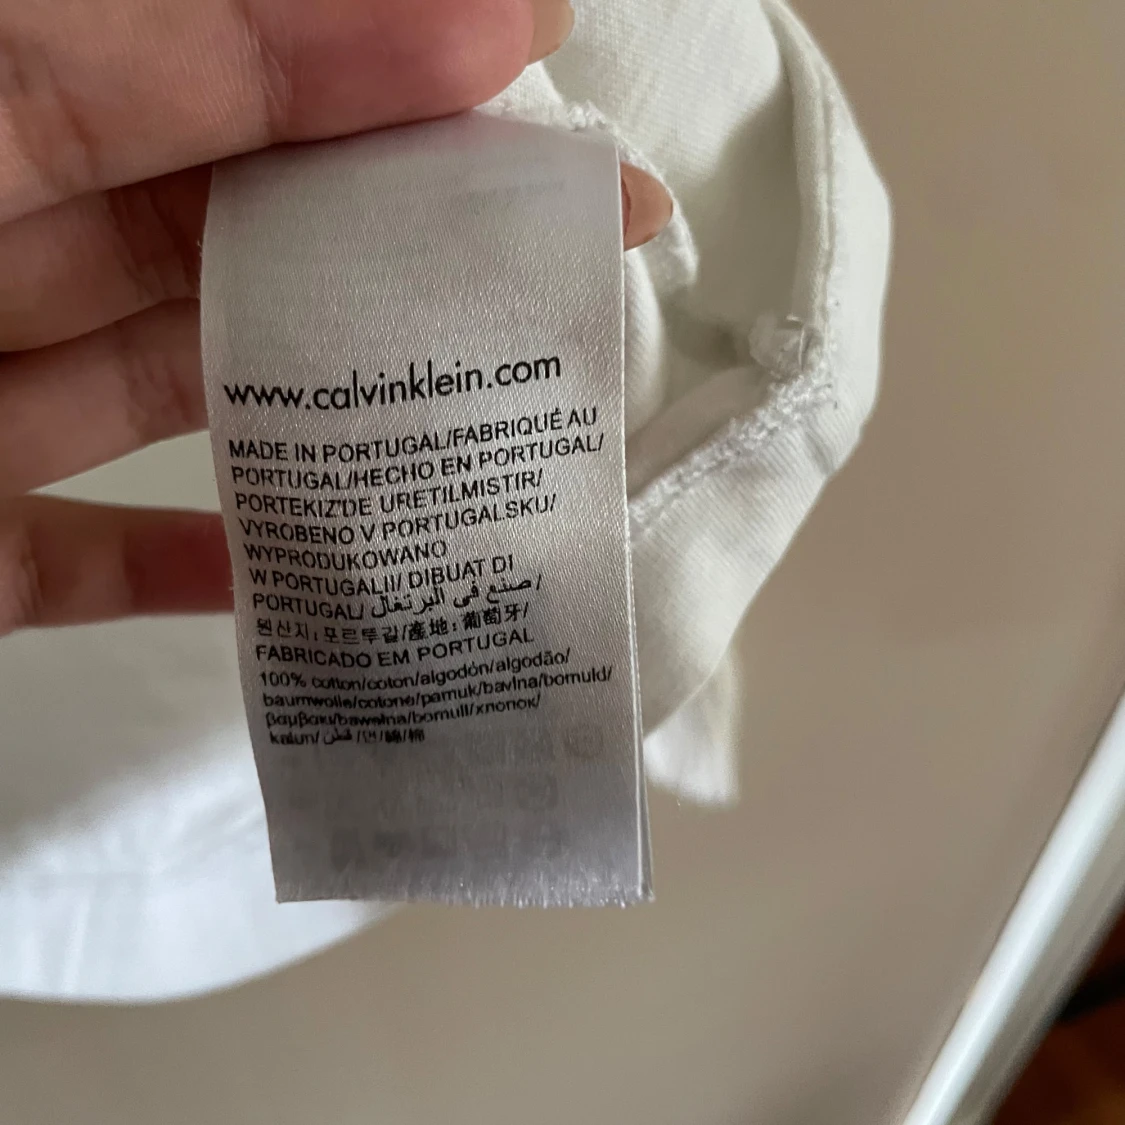 www.calvinklein.com
MADE IN PORTUGAL/FABRIQUÉ AU
PORTUGAL/HECHO EN PORTUGAL/
PORTEKIZ'DE URETILMISTIR/
VYROBENO V PORTUGALSKU/
WYPRODUKOWANO
W PORTUGALII/ DIBUAT DI
PORTUGAL/ صنع في البرتغال/
원산지: 포르투갈/產地: 葡萄牙/
FABRICADO EM PORTUGAL
100% cotton/coton/algodón/algodão/
baumwolle/cotone/pamuk/bavlna/bomuld/
βαμβακι/bawełna/bomull/хлопок/
katun/ قطن /면/綿/棉